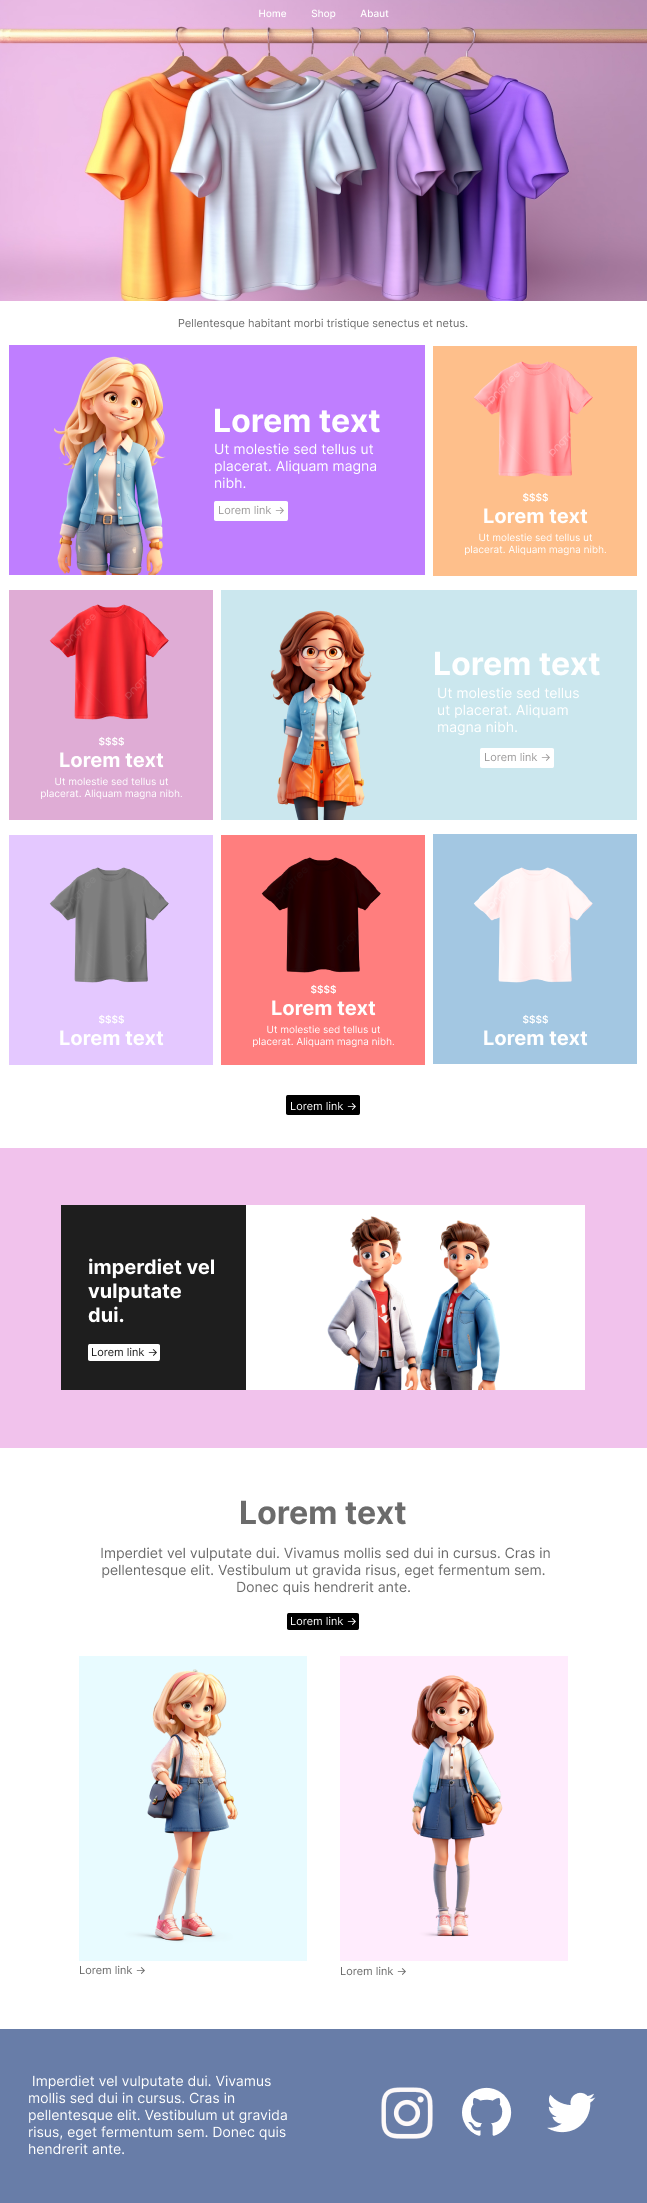 Home Shop Abaut
Pellentesque habitant morbi tristique senectus et netus.
Lorem text
Ut molestie sed tellus ut
placerat. Aliquam magna
nibh.
Lorem link →
$$$$
Lorem text
Ut molestie sed tellus ut
placerat. Aliquam magna nibh.
$$$$
Lorem text
Ut molestie sed tellus ut
placerat. Aliquam magna nibh.
Lorem text
Ut molestie sed tellus
ut placerat. Aliquam
magna nibh.
Lorem link →
$$$$
Lorem text
$$$$
Lorem text
Ut molestie sed tellus ut
placerat. Aliquam magna nibh.
$$$$
Lorem text
Lorem link →
imperdiet vel
vulputate
dui.
Lorem link →
Lorem text
Imperdiet vel vulputate dui. Vivamus mollis sed dui in cursus. Cras in
pellentesque elit. Vestibulum ut gravida risus, eget fermentum sem.
Donec quis hendrerit ante.
Lorem link →
Lorem link →
Lorem link →
Imperdiet vel vulputate dui. Vivamus
mollis sed dui in cursus. Cras in
pellentesque elit. Vestibulum ut gravida
risus, eget fermentum sem. Donec quis
hendrerit ante.